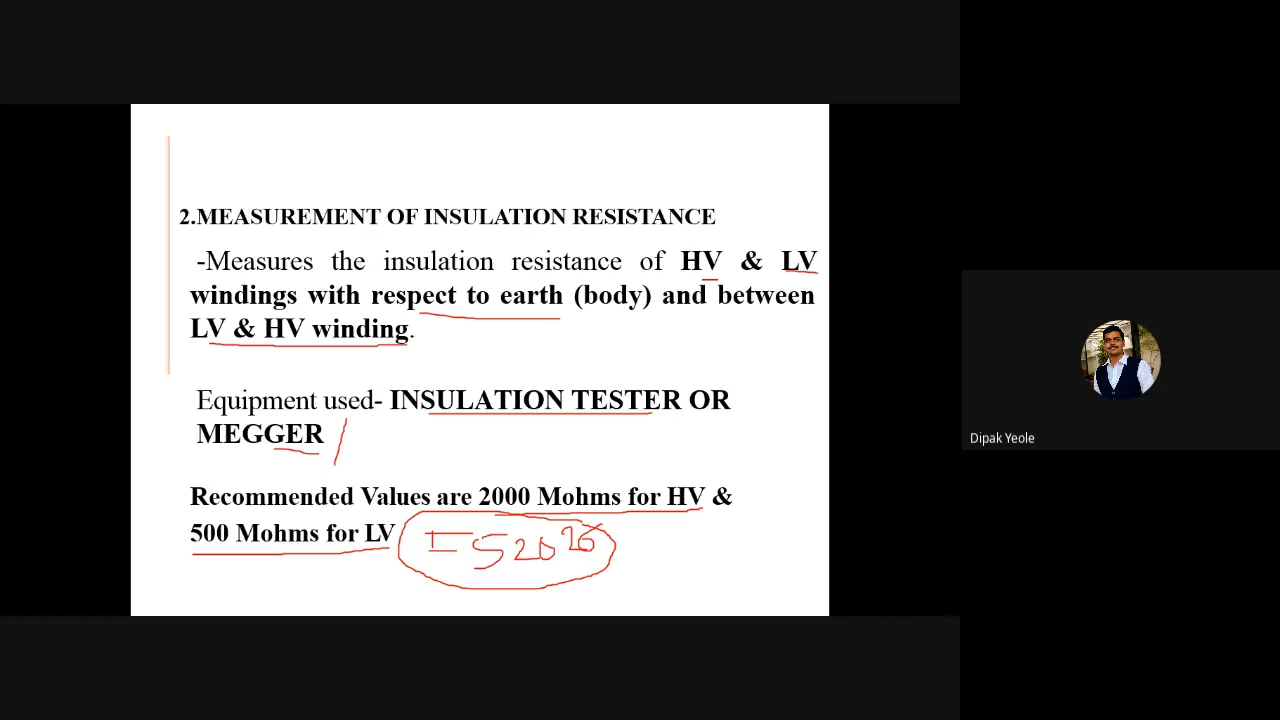 2.MEASUREMENT OF INSULATION RESISTANCE
-Measures the insulation resistance of HV & LV
windings with respect to earth (body) and between
LV & HV winding.
Equipment used- INSULATION TESTER OR
MEGGER
Recommended Values are 2000 Mohms for HV &
500 Mohms for LV
IS 2026
Dipak Yeole